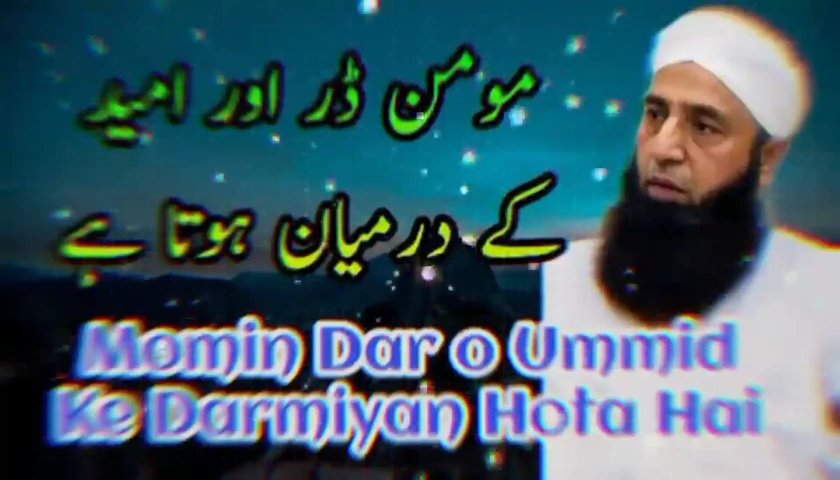 مومن ڈر اور امید
کے درمیان ہوتا ہے
Momin Dar o Ummid
Ke Darmiyan Hota Hai